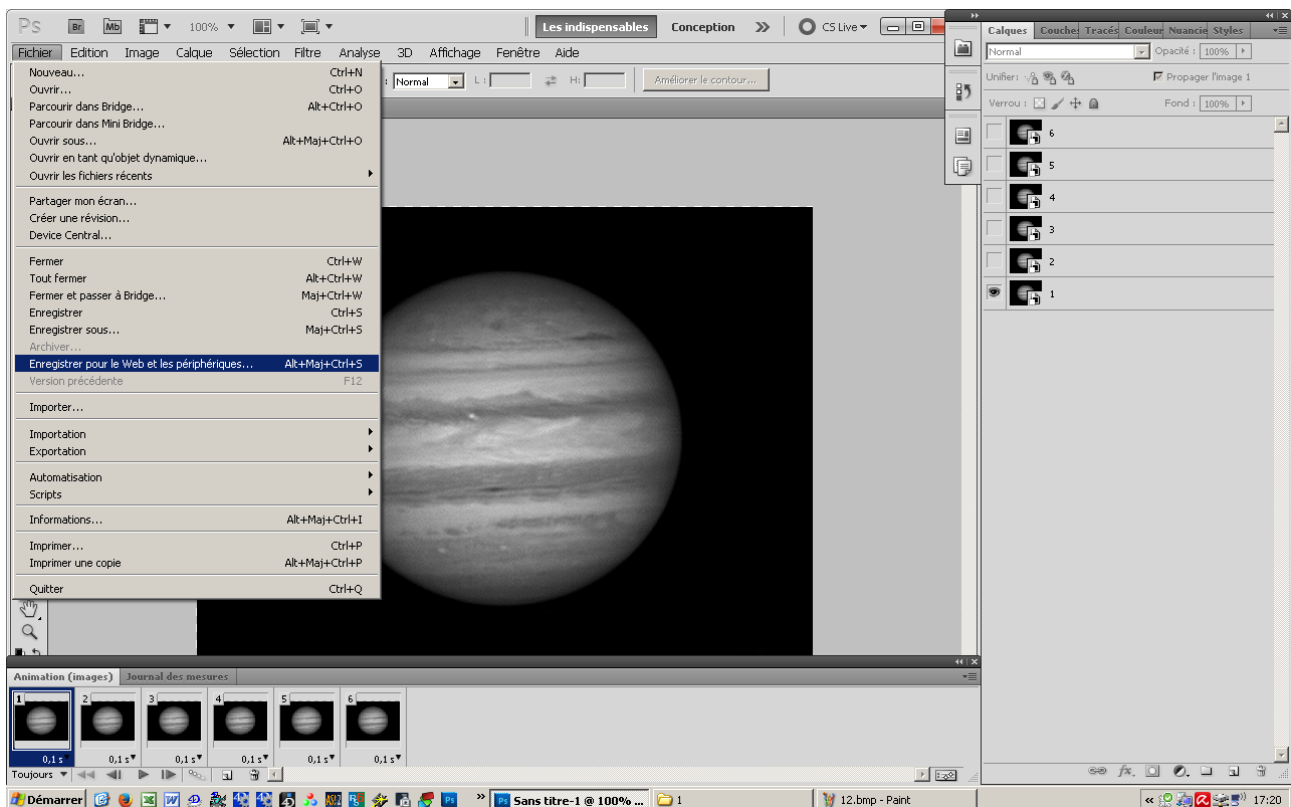 Ps Br Mb 100% Les indispensables Conception CS Live
Fichier Edition Image Calque Sélection Filtre Analyse 3D Affichage Fenêtre Aide
: Normal L : H: Améliorer le contour...
Nouveau... Ctrl+N
Ouvrir... Ctrl+O
Parcourir dans Bridge... Alt+Ctrl+O
Parcourir dans Mini Bridge...
Ouvrir sous... Alt+Maj+Ctrl+O
Ouvrir en tant qu'objet dynamique...
Ouvrir les fichiers récents
Partager mon écran...
Créer une révision...
Device Central...
Fermer Ctrl+W
Tout fermer Alt+Ctrl+W
Fermer et passer à Bridge... Maj+Ctrl+W
Enregistrer Ctrl+S
Enregistrer sous... Maj+Ctrl+S
Archiver...
Enregistrer pour le Web et les périphériques... Alt+Maj+Ctrl+S
Version précédente F12
Importer...
Importation
Exportation
Automatisation
Scripts
Informations... Alt+Maj+Ctrl+I
Imprimer... Ctrl+P
Imprimer une copie Alt+Maj+Ctrl+P
Quitter Ctrl+Q
Calques Couches Tracés Couleur Nuancie Styles
Normal Opacité : 100%
Unifier : Propager l'image 1
Verrou : Fond : 100%
6
5
4
3
2
1
Animation (images) Journal des mesures
1 2 3 4 5 6
0,1 s 0,1 s 0,1 s 0,1 s 0,1 s 0,1 s
Toujours
Démarrer Sans titre-1 @ 100% ... 1 12.bmp - Paint 17:20